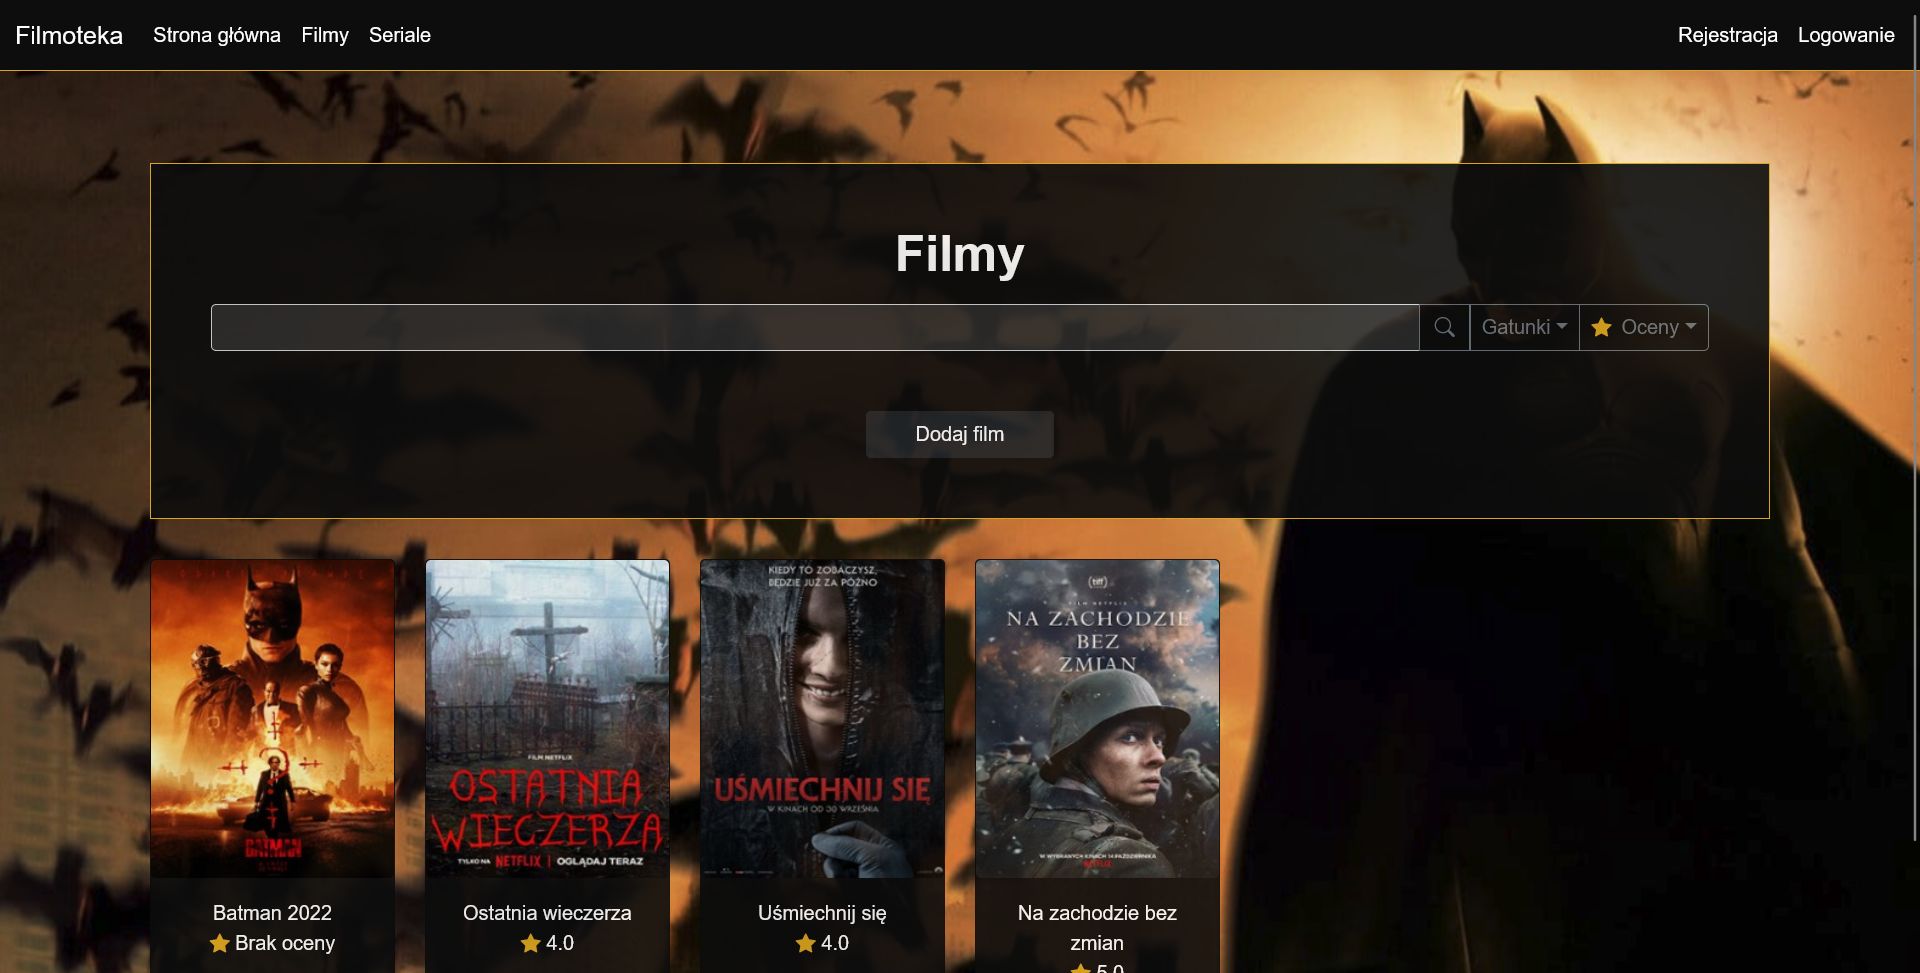 Filmoteka Strona główna Filmy Seriale Rejestracja Logowanie
Filmy
Gatunki Oceny
Dodaj film
BATMAN
FILM NETFLIX
OSTATNIA
WIECZERZA
TYLKO NA NETFLIX | OGLĄDAJ TERAZ
KIEDY TO ZOBACZYSZ,
BĘDZIE JUŻ ZA PÓŹNO
UŚMIECHNIJ SIĘ
W KINACH OD 30 WRZEŚNIA
tiff
FILM NETFLIX
NA ZACHODZIE
BEZ
ZMIAN
W WYBRANYCH KINACH 14 PAŹDZIERNIKA
NETFLIX
Batman 2022
Brak oceny
Ostatnia wieczerza
4.0
Uśmiechnij się
4.0
Na zachodzie bez
zmian
5.0